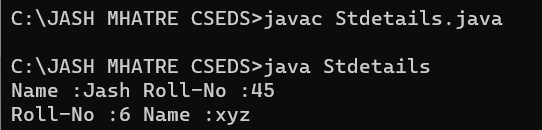 C:\JASH MHATRE CSEDS>javac Stdetails.java
C:\JASH MHATRE CSEDS>java Stdetails
Name :Jash Roll-No :45
Roll-No :6 Name :xyz